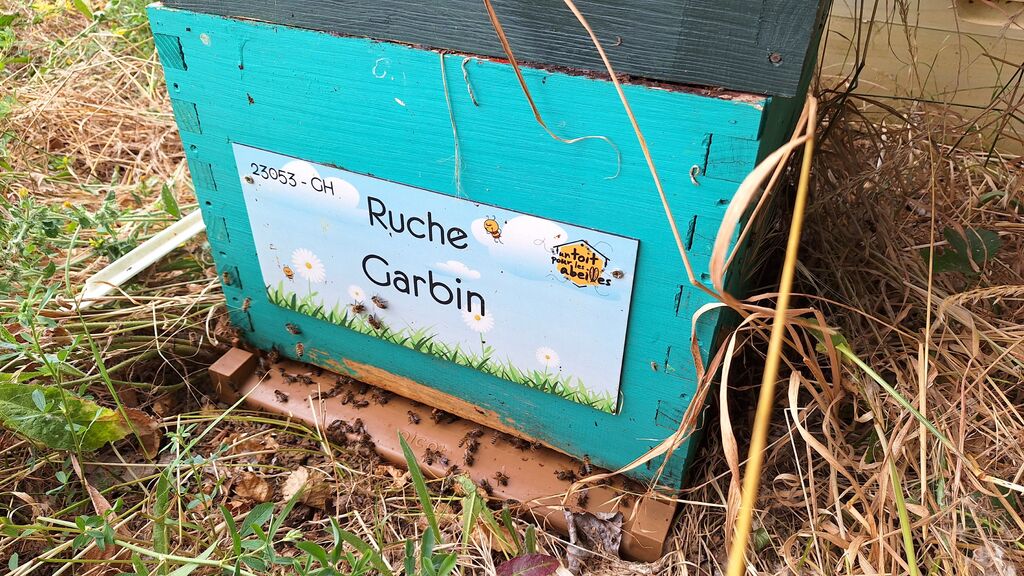 23053 - GH
Ruche
Garbin
un toit
pour les
abeilles